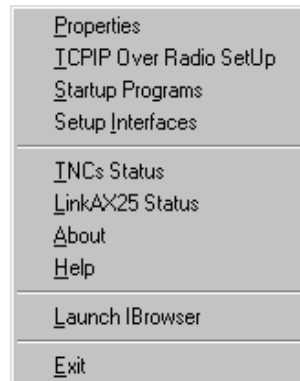 Properties
TCPIP Over Radio SetUp
Startup Programs
Setup Interfaces
TNCs Status
LinkAX25 Status
About
Help
Launch IBrowser
Exit